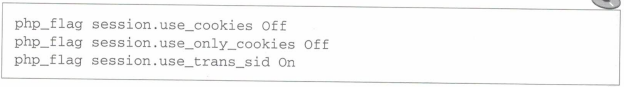 php_flag session.use_cookies Off
php_flag session.use_only_cookies Off
php_flag session.use_trans_sid On